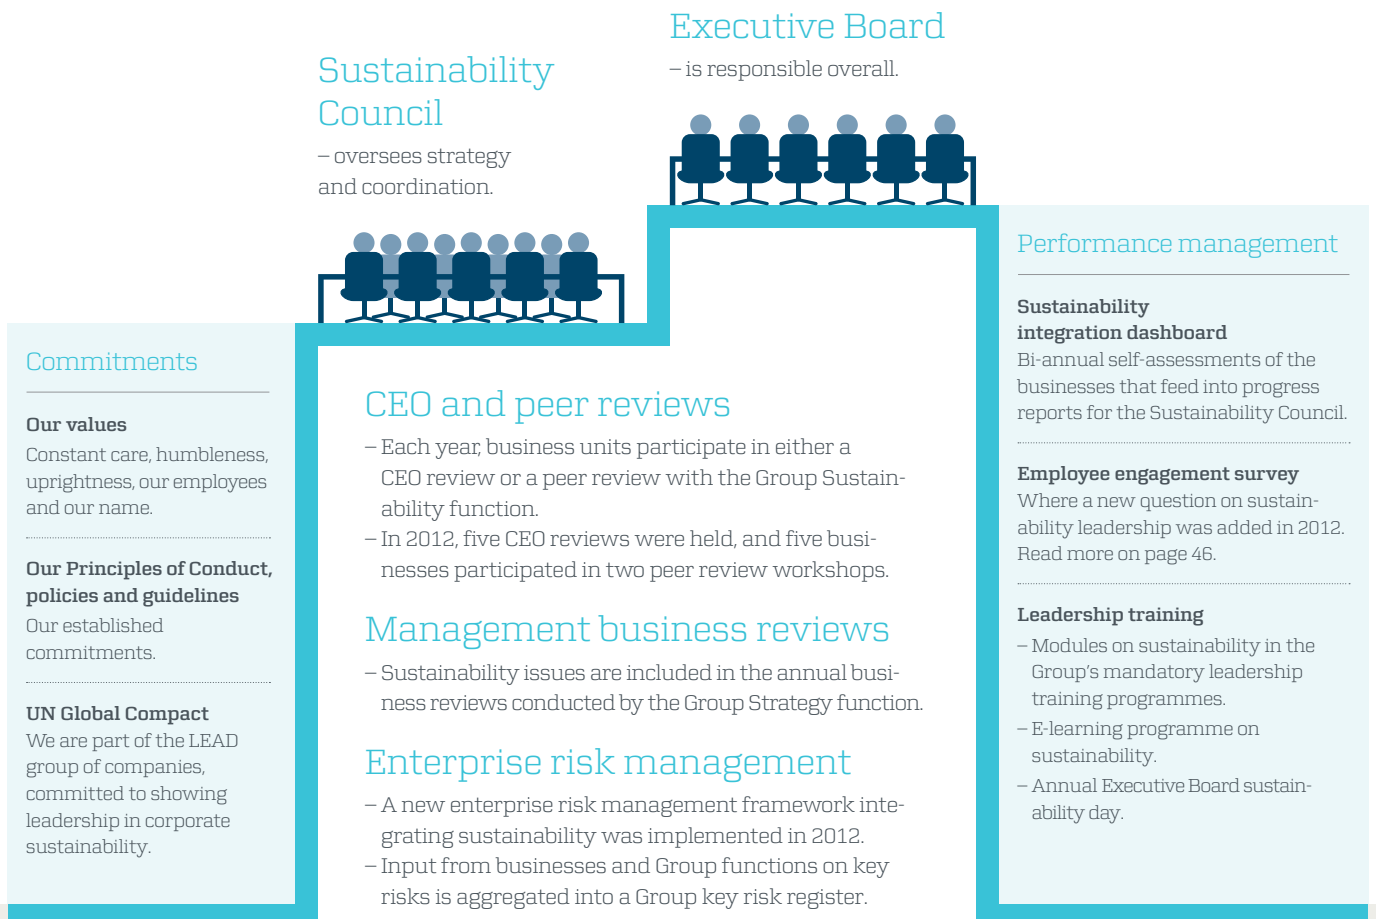 Executive Board
– is responsible overall.
Sustainability
Council
– oversees strategy
and coordination.
Commitments
Our values
Constant care, humbleness,
uprightness, our employees
and our name.
Our Principles of Conduct,
policies and guidelines
Our established
commitments.
UN Global Compact
We are part of the LEAD
group of companies,
committed to showing
leadership in corporate
sustainability.
CEO and peer reviews
– Each year, business units participate in either a
CEO review or a peer review with the Group Sustain-
ability function.
– In 2012, five CEO reviews were held, and five busi-
nesses participated in two peer review workshops.
Management business reviews
– Sustainability issues are included in the annual busi-
ness reviews conducted by the Group Strategy function.
Enterprise risk management
– A new enterprise risk management framework inte-
grating sustainability was implemented in 2012.
– Input from businesses and Group functions on key
risks is aggregated into a Group key risk register.
Performance management
Sustainability
integration dashboard
Bi-annual self-assessments of the
businesses that feed into progress
reports for the Sustainability Council.
Employee engagement survey
Where a new question on sustain-
ability leadership was added in 2012.
Read more on page 46.
Leadership training
– Modules on sustainability in the
Group's mandatory leadership
training programmes.
– E-learning programme on
sustainability.
– Annual Executive Board sustain-
ability day.